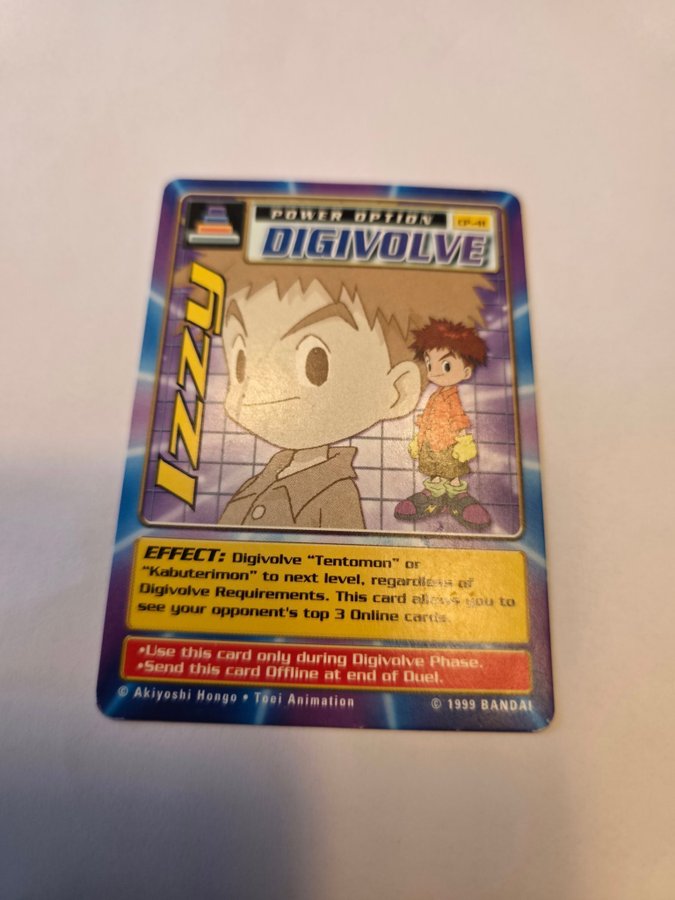 POWER OPTION
DIGIVOLVE
Izzy
EFFECT: Digivolve "Tentomon" or
"Kabuterimon" to next level, regardless of
Digivolve Requirements. This card allows you to
see your opponent's top 3 Online cards.
•Use this card only during Digivolve Phase.
•Send this card Offline at end of Duel.
© Akiyoshi Hongo • Toei Animation
© 1999 BANDAI